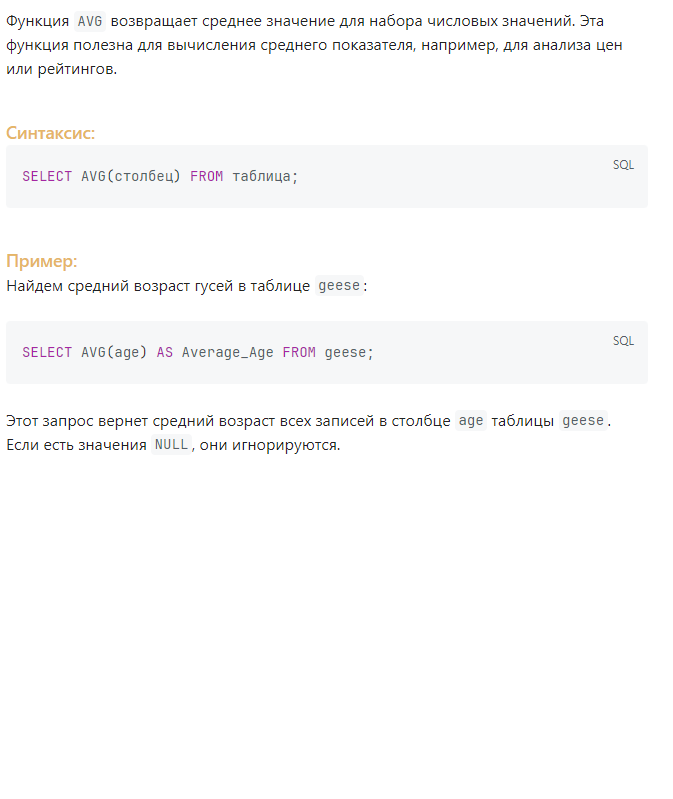 Функция AVG возвращает среднее значение для набора числовых значений. Эта
функция полезна для вычисления среднего показателя, например, для анализа цен
или рейтингов.
Синтаксис:
SQL
SELECT AVG(столбец) FROM таблица;
Пример:
Найдем средний возраст гусей в таблице geese:
SQL
SELECT AVG(age) AS Average_Age FROM geese;
Этот запрос вернет средний возраст всех записей в столбце age таблицы geese.
Если есть значения NULL, они игнорируются.